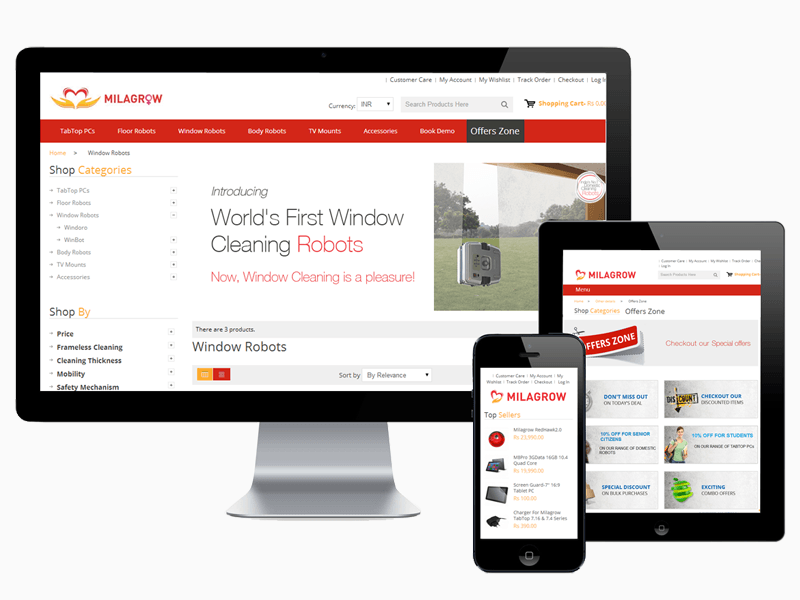 Customer Care | My Account | My Wishlist | Track Order | Checkout | Log In
MILAGROW
Currency: INR
Search Products Here
Shopping Cart- Rs 0.00
TabTop PCs Floor Robots Window Robots Body Robots TV Mounts Accessories Book Demo Offers Zone
Home > Window Robots
Shop Categories
TabTop PCs
Floor Robots
Window Robots
Windoro
WinBot
Body Robots
TV Mounts
Accessories
Introducing
World's First Window
Cleaning Robots
Now, Window Cleaning is a pleasure!
Shop By
Price
Frameless Cleaning
Cleaning Thickness
Mobility
Safety Mechanism
There are 3 products.
Window Robots
Sort by By Relevance
Customer Care | My Account | My
Wishlist | Track Order | Checkout | Log In
MILAGROW
Top Sellers
Milagrow RedHawk2.0
Rs 23,990.00
M8Pro 3GData 16GB 10.4
Quad Core
Rs 15,990.00
Screen Guard:7" 16:9
Tablet PC
Rs 100.00
Charger For Milagrow
TabTop 7.16 & 7.4 Series
Rs 390.00
Customer Care | My Account | My Wishlist | Track Order
Log In
MILAGROW
Search Products Here
Shopping Cart
Menu
Home > > Offers Zone
Shop Categories Offers Zone
OFFERS ZONE
Checkout our Special offers
DON'T MISS OUT
ON TODAY'S DEAL
DISCOUNT
CHECKOUT OUR
DISCOUNTED ITEMS
10% OFF FOR SENIOR
CITIZENS
ON OUR RANGE OF DOMESTIC
ROBOTS
10% OFF FOR STUDENTS
ON OUR RANGE OF TABTOP PCs
SPECIAL DISCOUNT
ON BULK PURCHASES
EXCITING
COMBO OFFERS